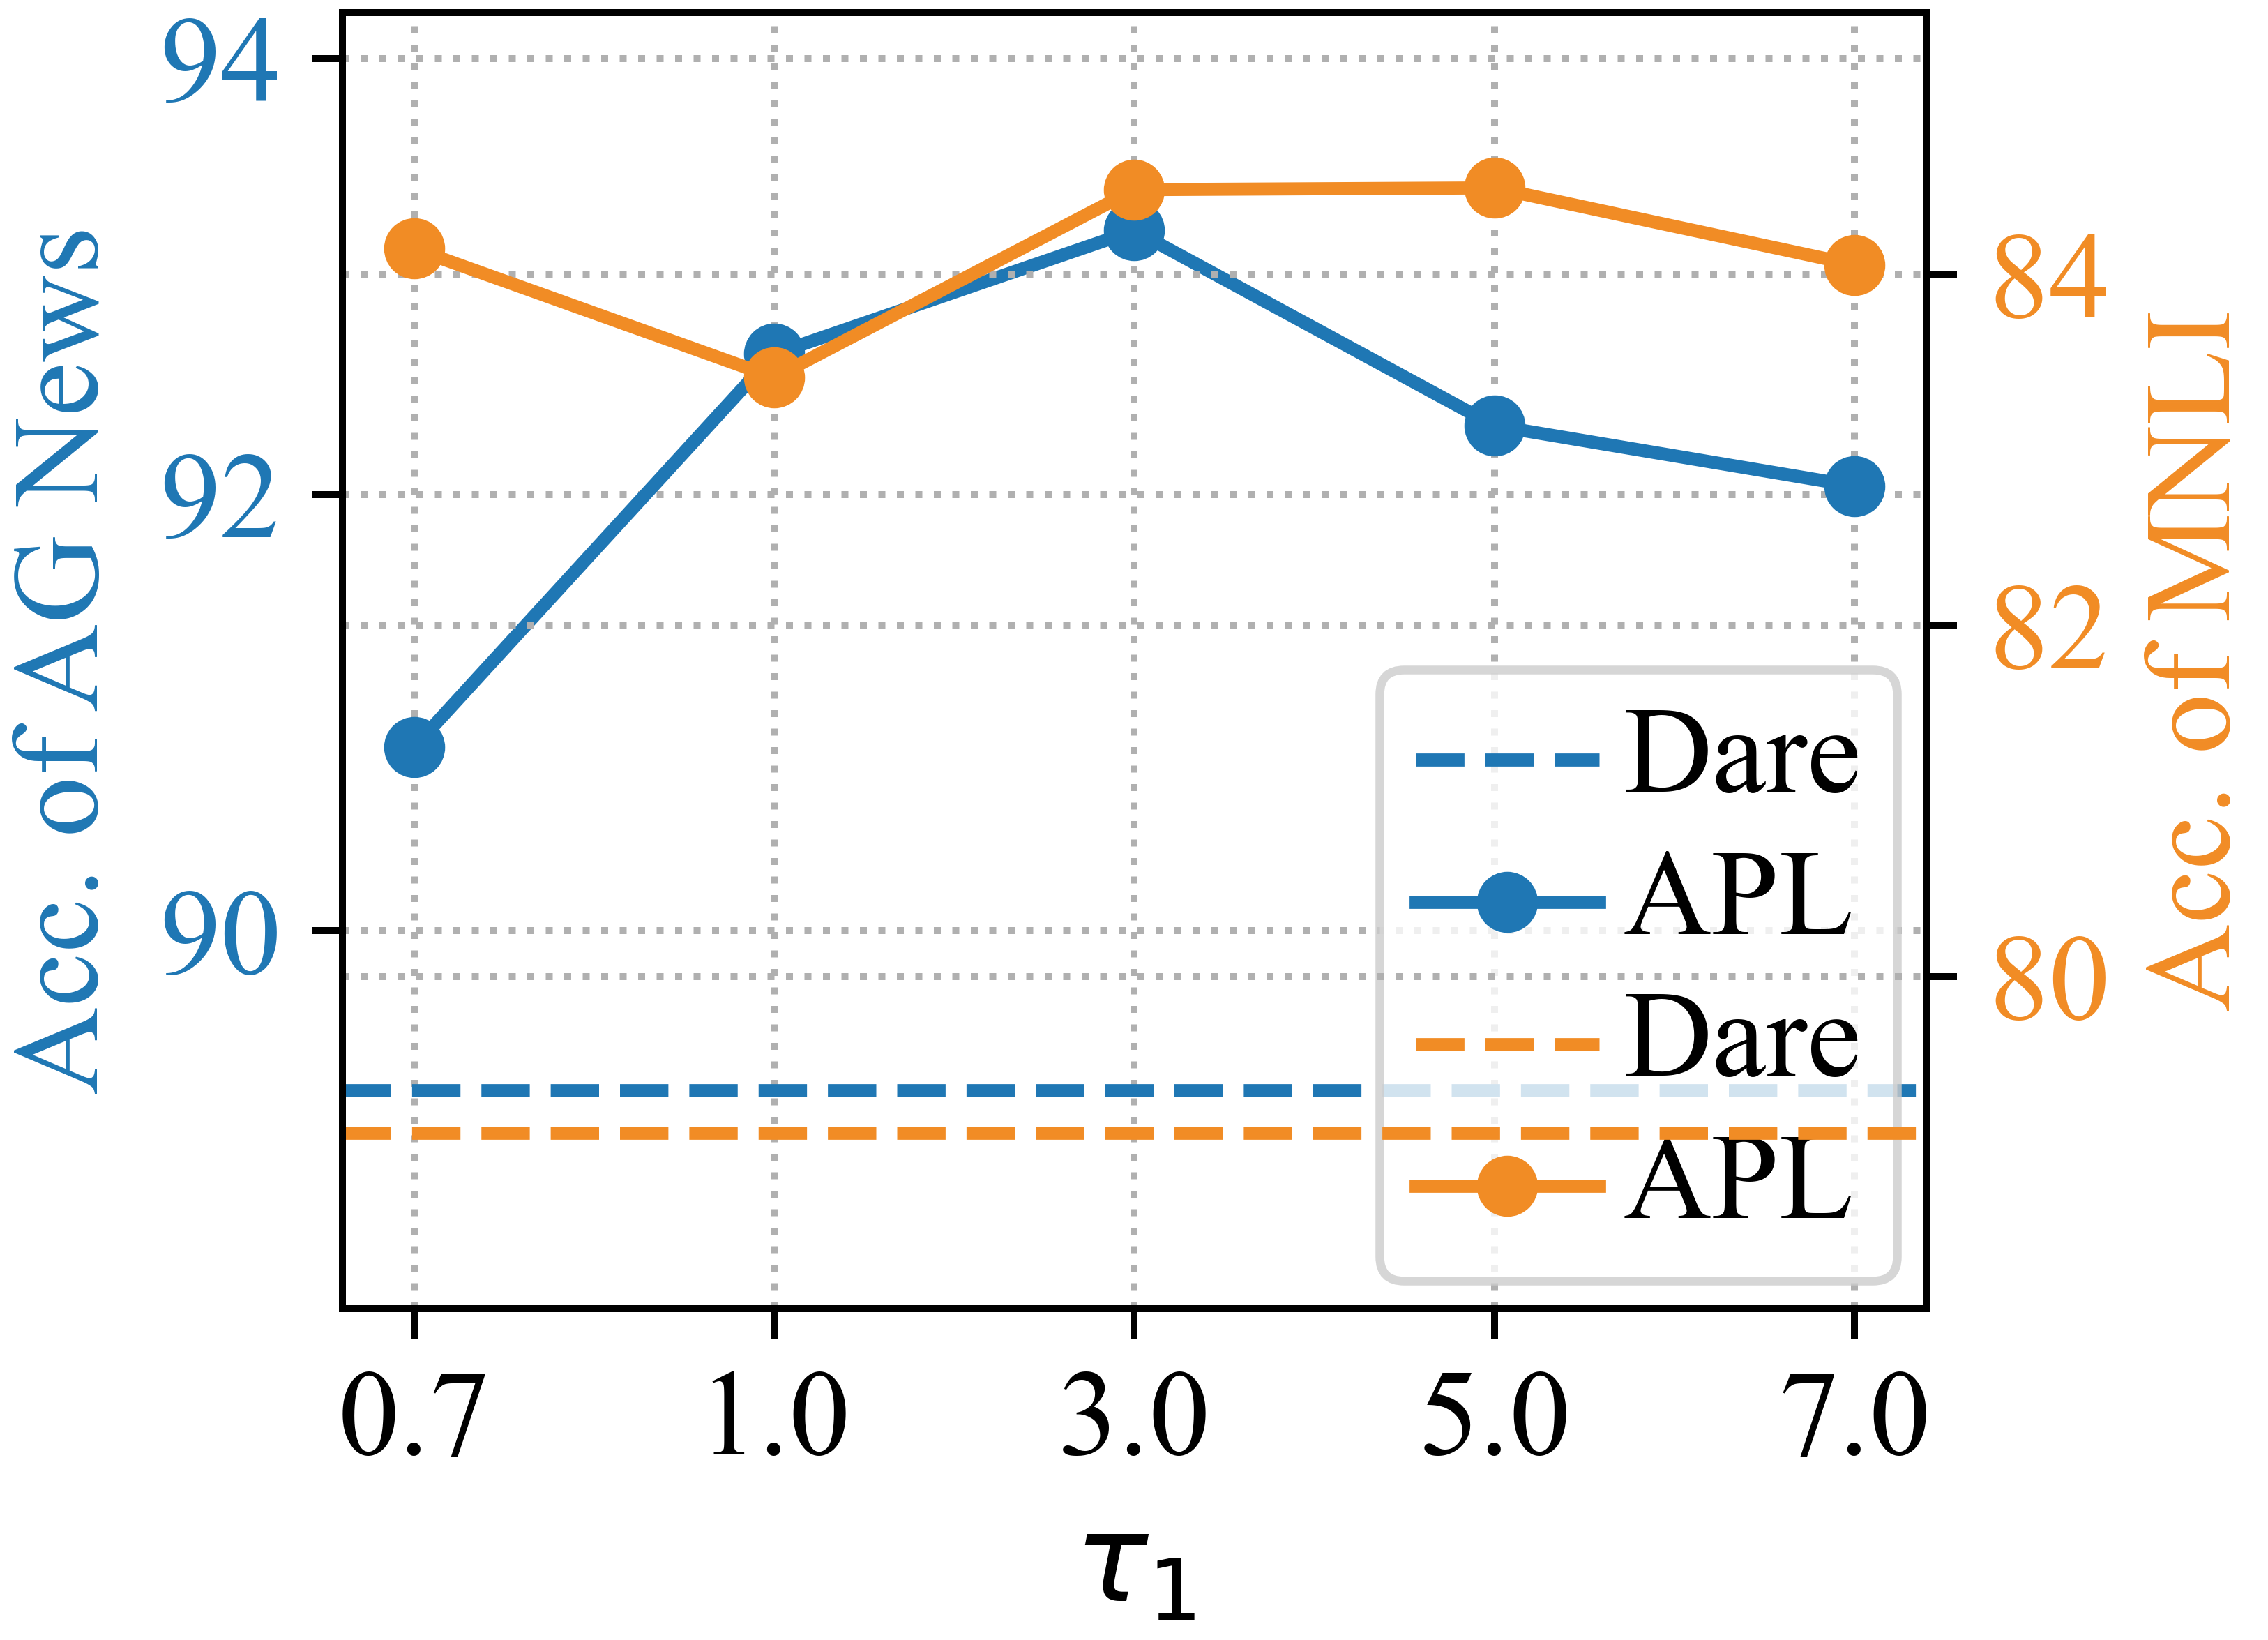 Acc. of AG News
94
92
90
84
82
80
Acc. of MNLI
Dare
APL
Dare
APL
0.7 1.0 3.0 5.0 7.0
τ1